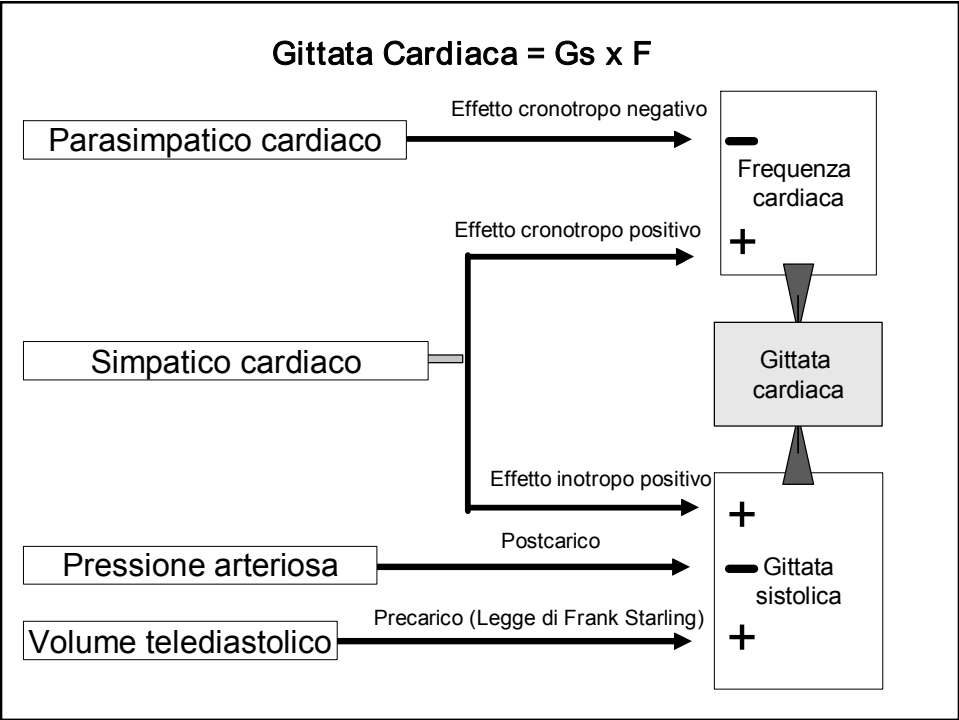 Gittata Cardiaca = Gs x F
Effetto cronotropo negativo
Parasimpatico cardiaco
–
Frequenza
cardiaca
Effetto cronotropo positivo
+
Simpatico cardiaco
Gittata
cardiaca
Effetto inotropo positivo
+
Postcarico
Pressione arteriosa
–
Gittata
sistolica
Precarico (Legge di Frank Starling)
Volume telediastolico
+